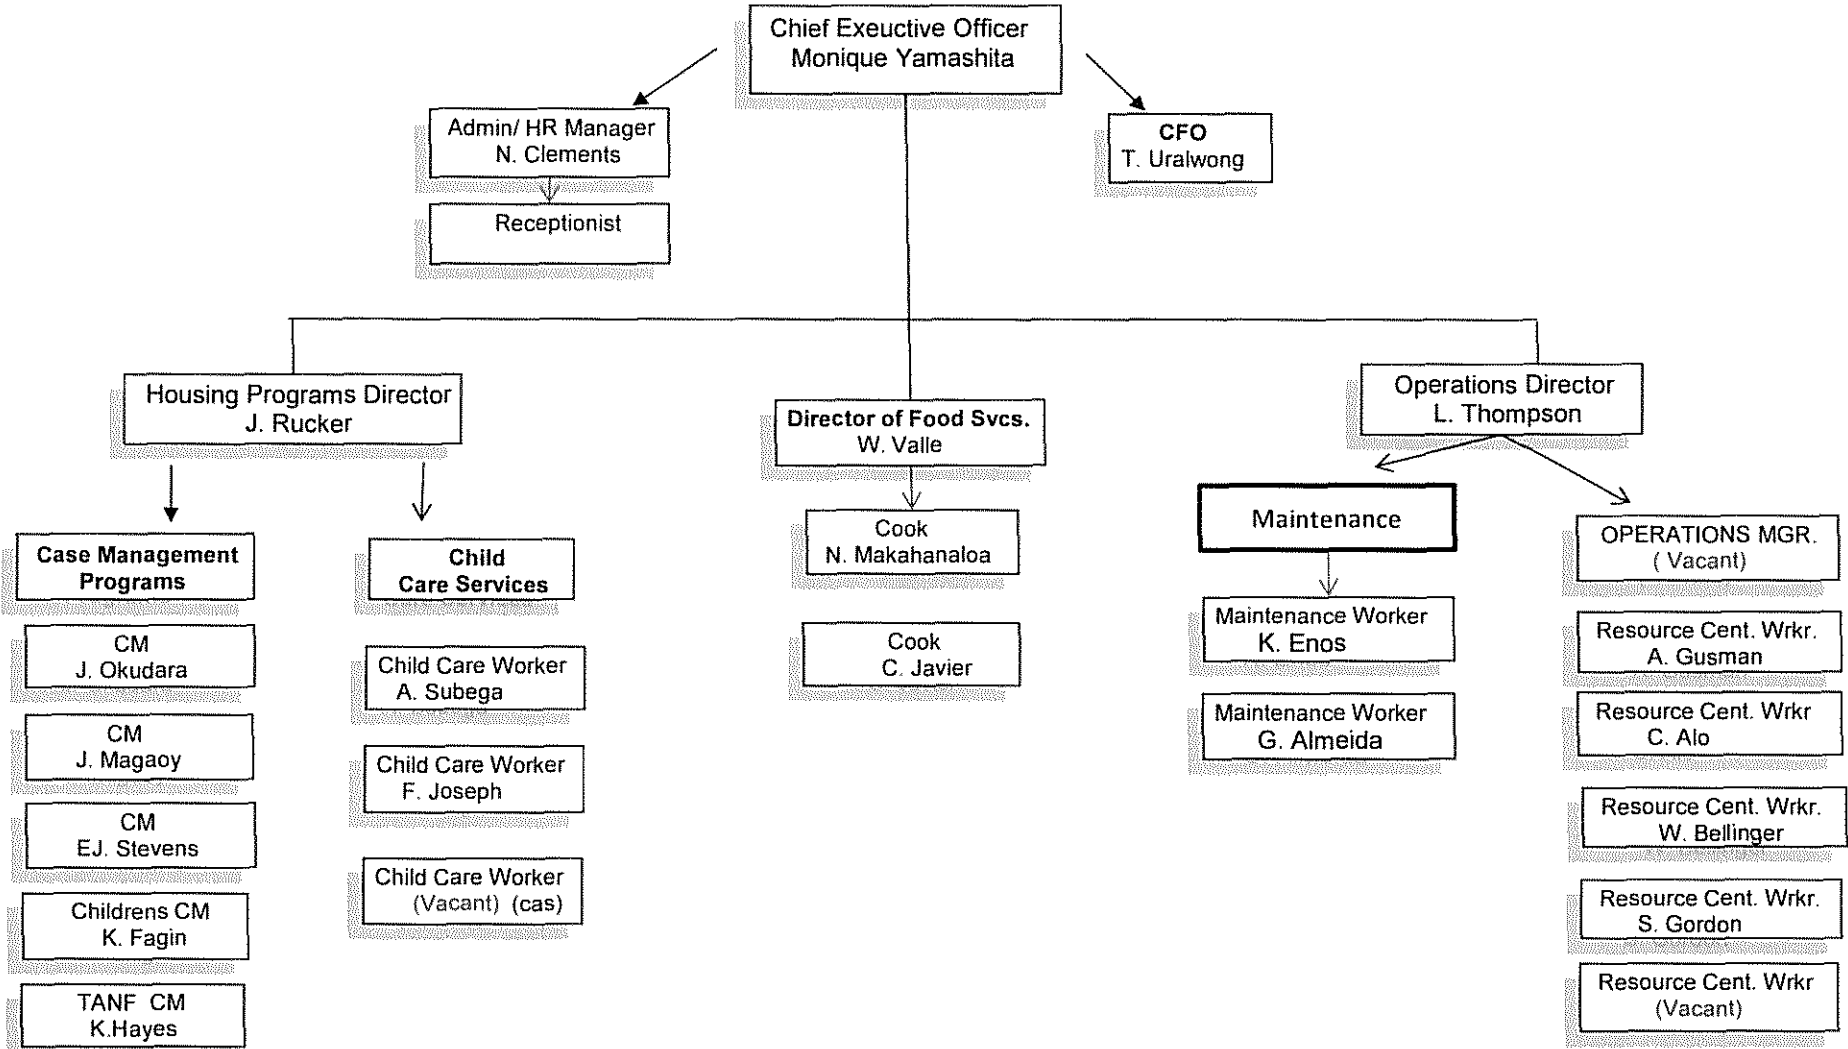 Chief Exeuctive Officer
Monique Yamashita
Admin/ HR Manager
N. Clements
CFO
T. Uralwong
Receptionist
Housing Programs Director
J. Rucker
Director of Food Svcs.
W. Valle
Operations Director
L. Thompson
Case Management
Programs
CM
J. Okudara
CM
J. Magaoy
CM
EJ. Stevens
Childrens CM
K. Fagin
TANF CM
K.Hayes
Child
Care Services
Child Care Worker
A. Subega
Child Care Worker
F. Joseph
Child Care Worker
(Vacant) (cas)
Cook
N. Makahanaloa
Cook
C. Javier
Maintenance
Maintenance Worker
K. Enos
Maintenance Worker
G. Almeida
OPERATIONS MGR.
( Vacant)
Resource Cent. Wrkr.
A. Gusman
Resource Cent. Wrkr
C. Alo
Resource Cent. Wrkr.
W. Bellinger
Resource Cent. Wrkr.
S. Gordon
Resource Cent. Wrkr
(Vacant)